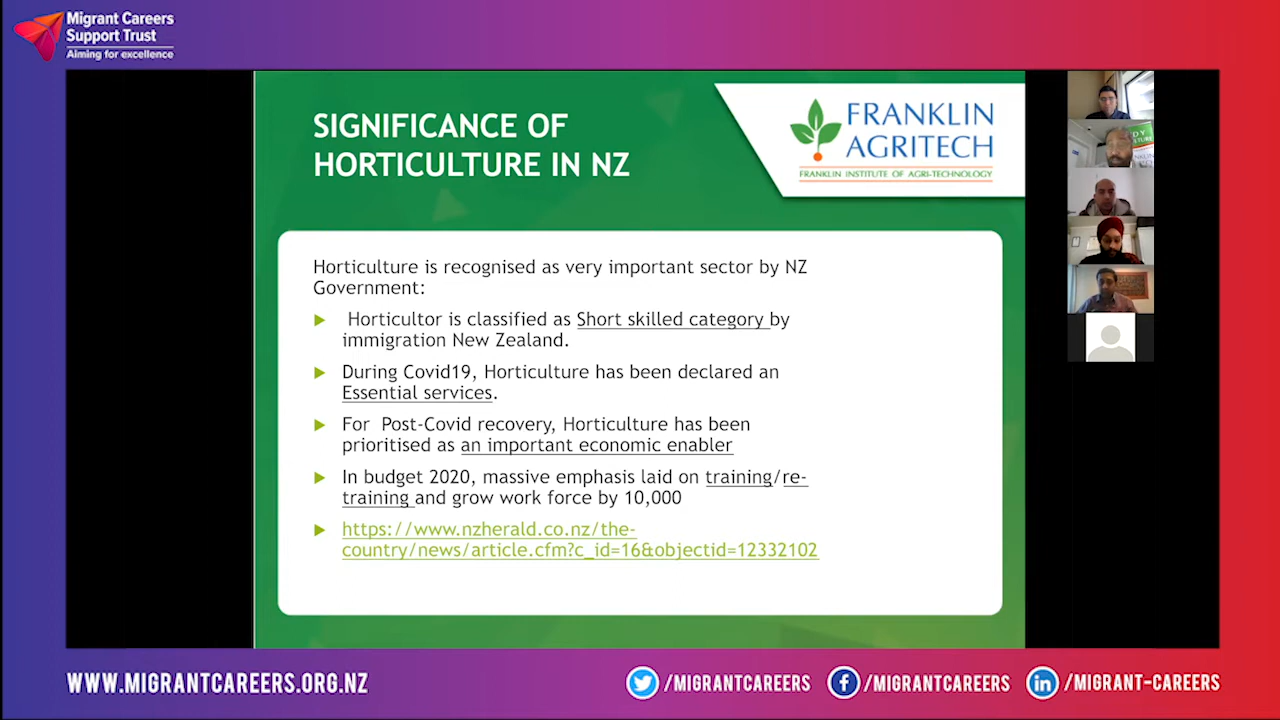 Migrant Careers
Support Trust
Aiming for excellence
SIGNIFICANCE OF
HORTICULTURE IN NZ
FRANKLIN
AGRITECH
FRANKLIN INSTITUTE OF AGRI-TECHNOLOGY
Horticulture is recognised as very important sector by NZ
Government:
Horticultor is classified as Short skilled category by
immigration New Zealand.
During Covid19, Horticulture has been declared an
Essential services.
For Post-Covid recovery, Horticulture has been
prioritised as an important economic enabler
In budget 2020, massive emphasis laid on training/re-
training and grow work force by 10,000
https://www.nzherald.co.nz/the-
country/news/article.cfm?c_id=16&objectid=12332102
WWW.MIGRANTCAREERS.ORG.NZ
/MIGRANTCAREERS
/MIGRANTCAREERS
/MIGRANT-CAREERS